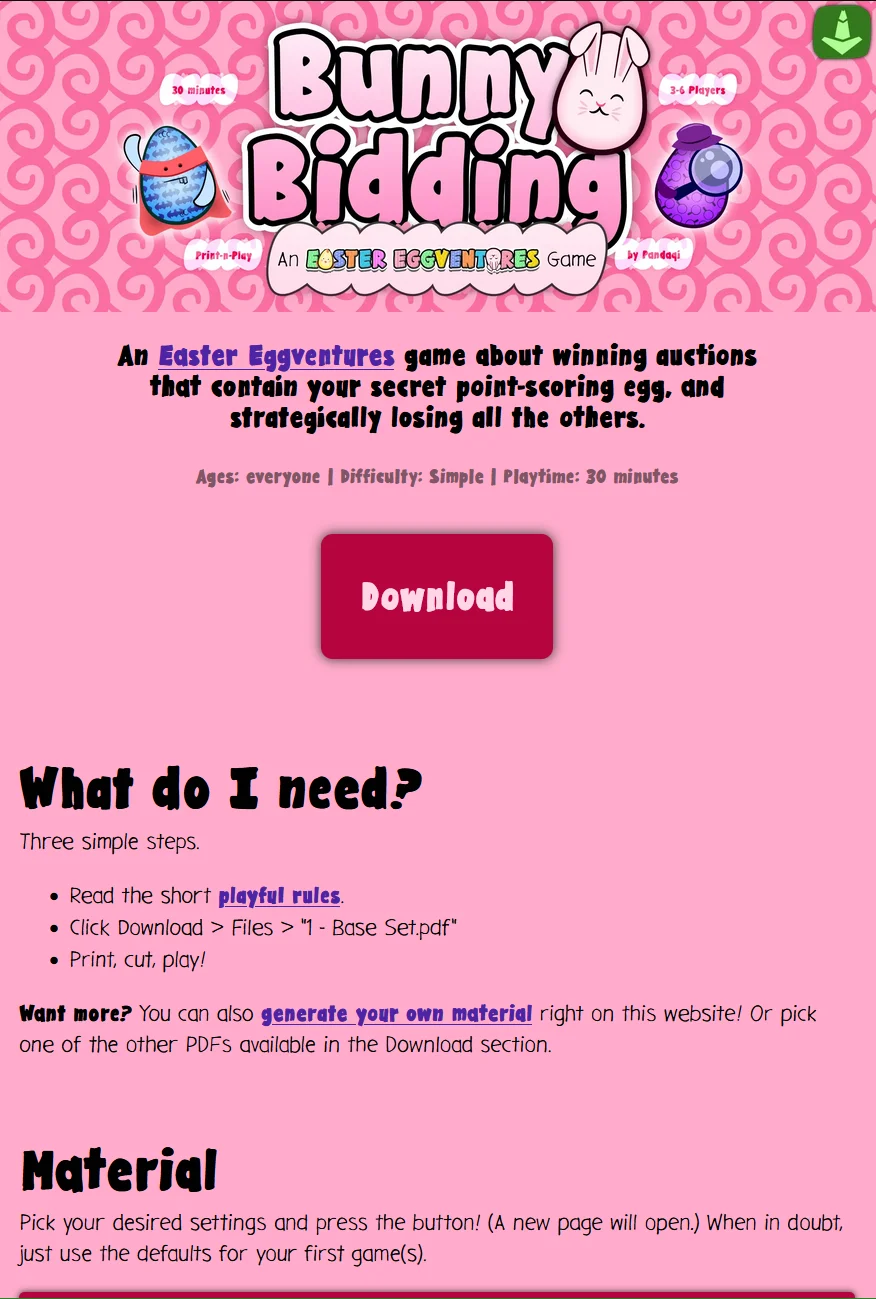 Bunny
Bidding
30 minutes
3-6 Players
Print-n-Play
by Pandaqi
An EASTER EGGVENTURES Game
An Easter Eggventures game about winning auctions
that contain your secret point-scoring egg, and
strategically losing all the others.
Ages: everyone | Difficulty: Simple | Playtime: 30 minutes
Download
What do I need?
Three simple steps.
• Read the short playful rules.
• Click Download > Files > "1 - Base Set.pdf"
• Print, cut, play!
Want more? You can also generate your own material right on this website! Or pick
one of the other PDFs available in the Download section.
Material
Pick your desired settings and press the button! (A new page will open.) When in doubt,
just use the defaults for your first game(s).